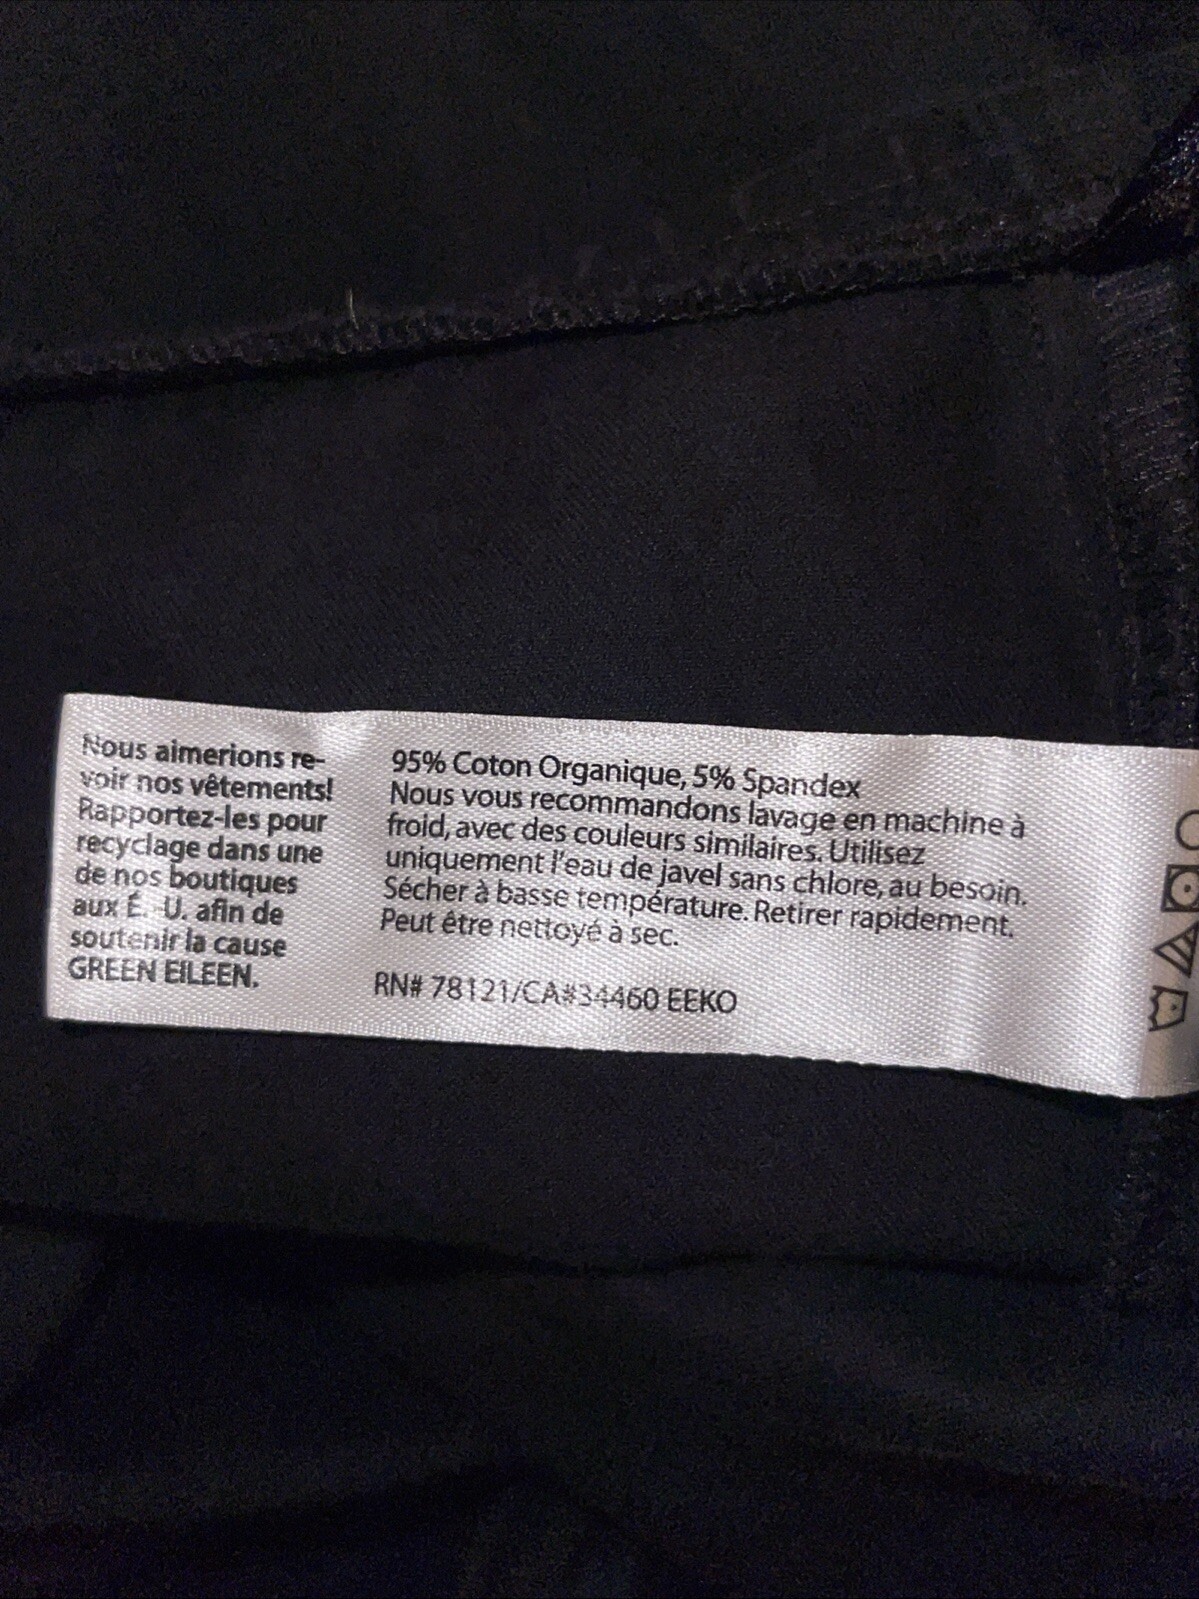 Nous aimerions re-
voir nos vêtements!
Rapportez-les pour
recyclage dans une
de nos boutiques
aux É.-U. afin de
soutenir la cause
GREEN EILEEN.
95% Coton Organique, 5% Spandex
Nous vous recommandons lavage en machine à
froid, avec des couleurs similaires. Utilisez
uniquement l'eau de javel sans chlore, au besoin.
Sécher à basse température. Retirer rapidement.
Peut être nettoyé à sec.
RN# 78121/CA#34460 EEKO